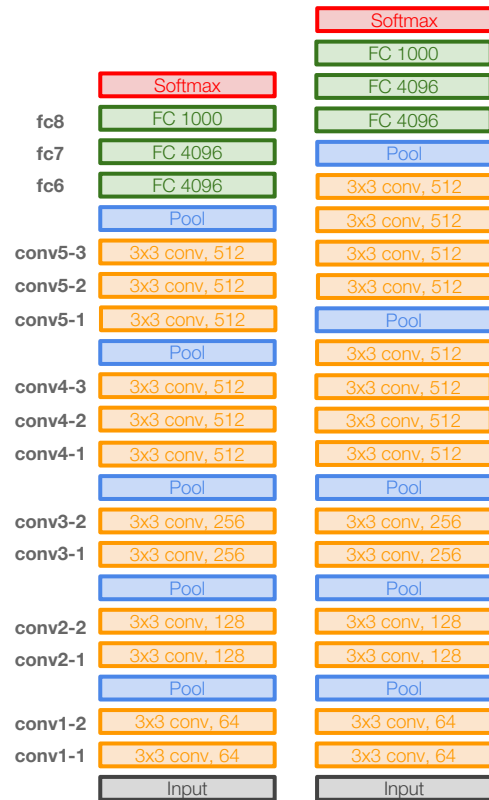 Softmax
fc8 FC 1000
fc7 FC 4096
fc6 FC 4096
Pool
conv5-3 3x3 conv, 512
conv5-2 3x3 conv, 512
conv5-1 3x3 conv, 512
Pool
conv4-3 3x3 conv, 512
conv4-2 3x3 conv, 512
conv4-1 3x3 conv, 512
Pool
conv3-2 3x3 conv, 256
conv3-1 3x3 conv, 256
Pool
conv2-2 3x3 conv, 128
conv2-1 3x3 conv, 128
Pool
conv1-2 3x3 conv, 64
conv1-1 3x3 conv, 64
Input
Softmax
FC 1000
FC 4096
FC 4096
Pool
3x3 conv, 512
3x3 conv, 512
3x3 conv, 512
3x3 conv, 512
Pool
3x3 conv, 512
3x3 conv, 512
3x3 conv, 512
3x3 conv, 512
Pool
3x3 conv, 256
3x3 conv, 256
Pool
3x3 conv, 128
3x3 conv, 128
Pool
3x3 conv, 64
3x3 conv, 64
Input